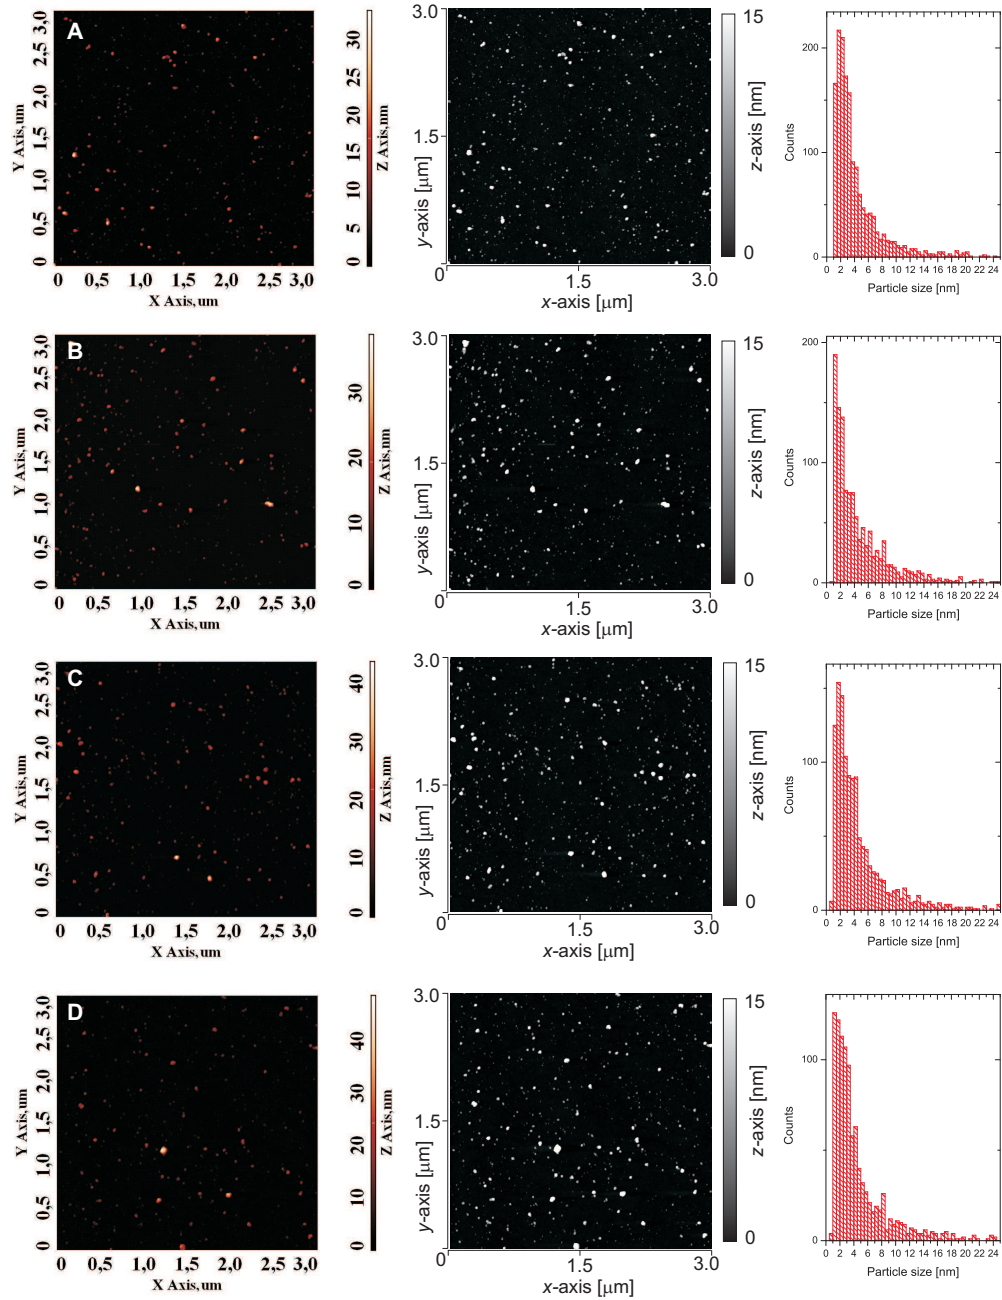 A
3,0
2,5
2,0
1,5
1,0
0,5
0
Y Axis,um
0 0,5 1,0 1,5 2,0 2,5 3,0
X Axis,um
30
25
20
15
10
5
0
Z Axis,nm
3.0
1.5
0
y-axis [μm]
1.5 3.0
x-axis [μm]
15
0
z-axis [nm]
200
100
0
Counts
0 2 4 6 8 10 12 14 16 18 20 22 24
Particle size [nm]
B
3,0
2,5
2,0
1,5
1,0
0,5
0
Y Axis,um
0 0,5 1,0 1,5 2,0 2,5 3,0
X Axis,um
30
20
10
0
Z Axis,nm
3.0
1.5
0
y-axis [μm]
1.5 3.0
x-axis [μm]
15
0
z-axis [nm]
200
100
0
Counts
0 2 4 6 8 10 12 14 16 18 20 22 24
Particle size [nm]
C
3,0
2,5
2,0
1,5
1,0
0,5
0
Y Axis,um
0 0,5 1,0 1,5 2,0 2,5 3,0
X Axis,um
40
30
20
10
0
Z Axis,nm
3.0
1.5
0
y-axis [μm]
1.5 3.0
x-axis [μm]
15
0
z-axis [nm]
100
0
Counts
0 2 4 6 8 10 12 14 16 18 20 22 24
Particle size [nm]
D
3,0
2,5
2,0
1,5
1,0
0,5
0
Y Axis,um
0 0,5 1,0 1,5 2,0 2,5 3,0
X Axis,um
40
30
20
10
0
Z Axis,nm
3.0
1.5
0
y-axis [μm]
1.5 3.0
x-axis [μm]
15
0
z-axis [nm]
100
0
Counts
0 2 4 6 8 10 12 14 16 18 20 22 24
Particle size [nm]